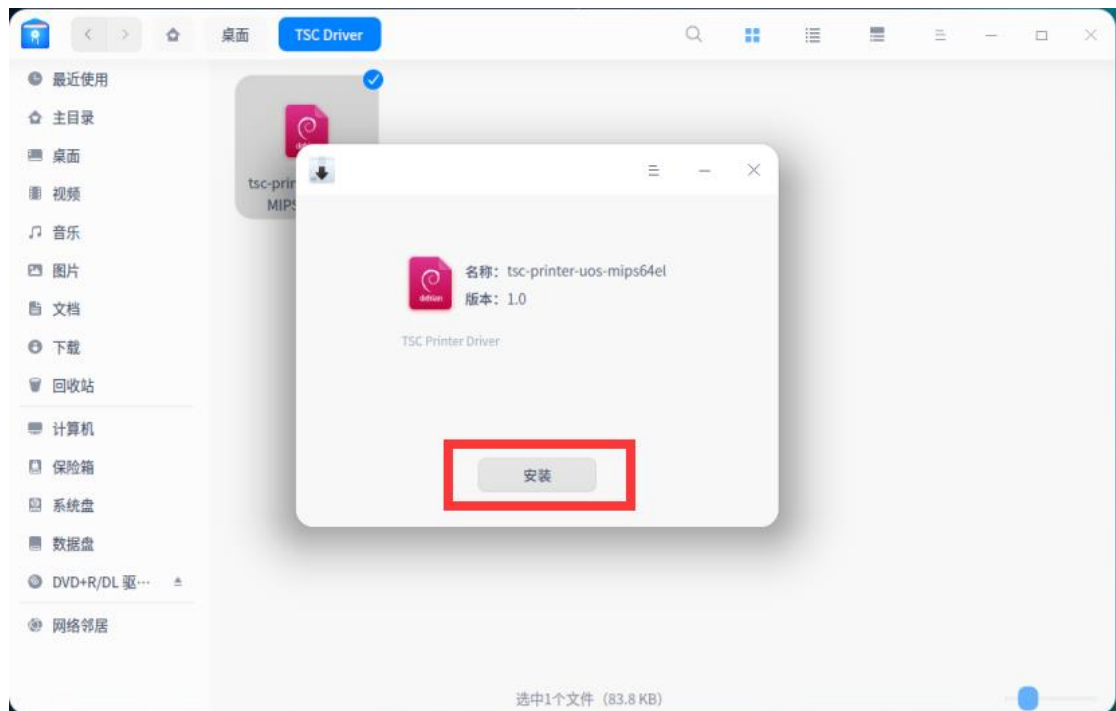 桌面
TSC Driver
最近使用
主目录
桌面
视频
音乐
图片
文档
下载
回收站
计算机
保险箱
系统盘
数据盘
DVD+R/DL 驱…
网络邻居
tsc-prin
MIPS
debian
名称：tsc-printer-uos-mips64el
版本：1.0
TSC Printer Driver
安装
选中1个文件（83.8 KB）